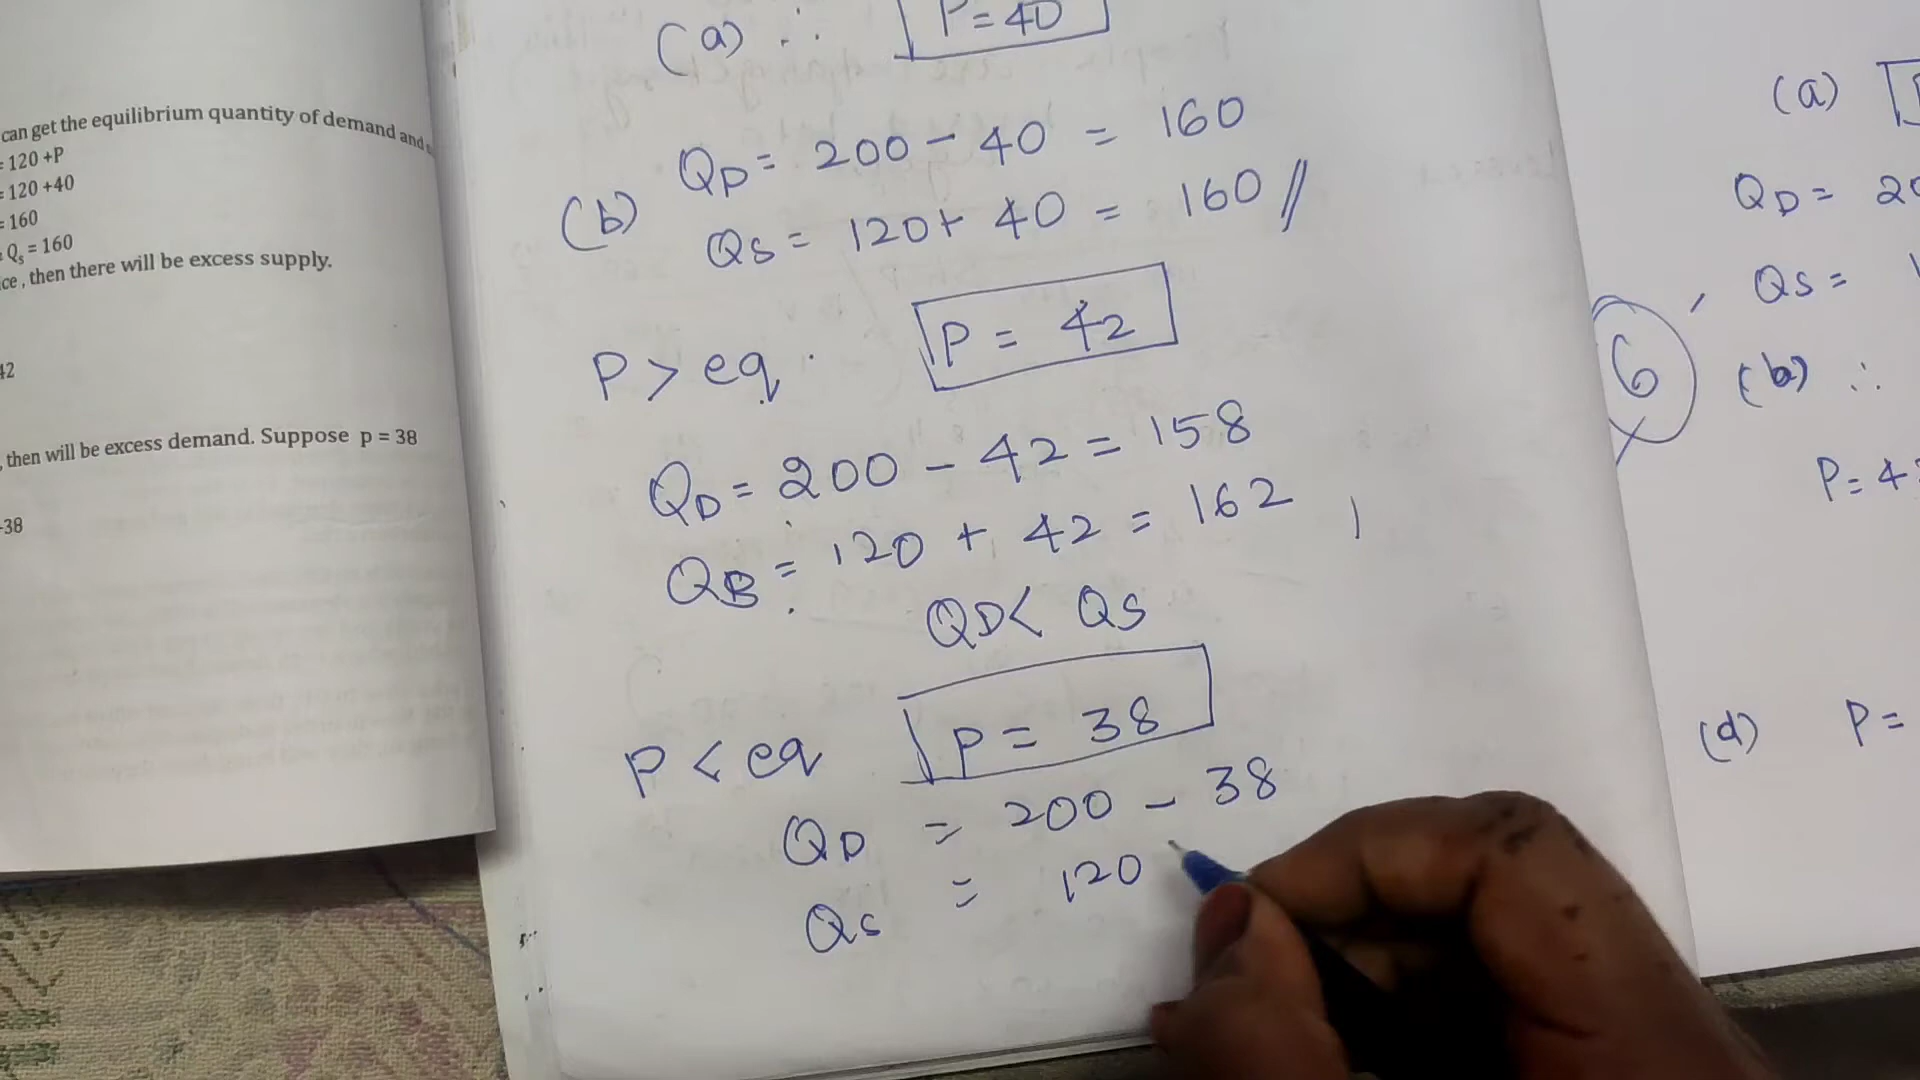 can get the equilibrium quantity of demand and
= 120 +P
= 120 +40
= 160
Qs = 160
ce , then there will be excess supply.
42
, then will be excess demand. Suppose p = 38
-38
(a) ∴ P = 40
QD = 200 - 40 = 160
(b) QS = 120 + 40 = 160 //
P > eq. P = 42
QD = 200 - 42 = 158
QB = 120 + 42 = 162
QD < QS
P < eq P = 38
QD = 200 - 38
QS = 120
(a)
QD = 20
QS = 1
6
(b) ∴
P = 4
(d) P =